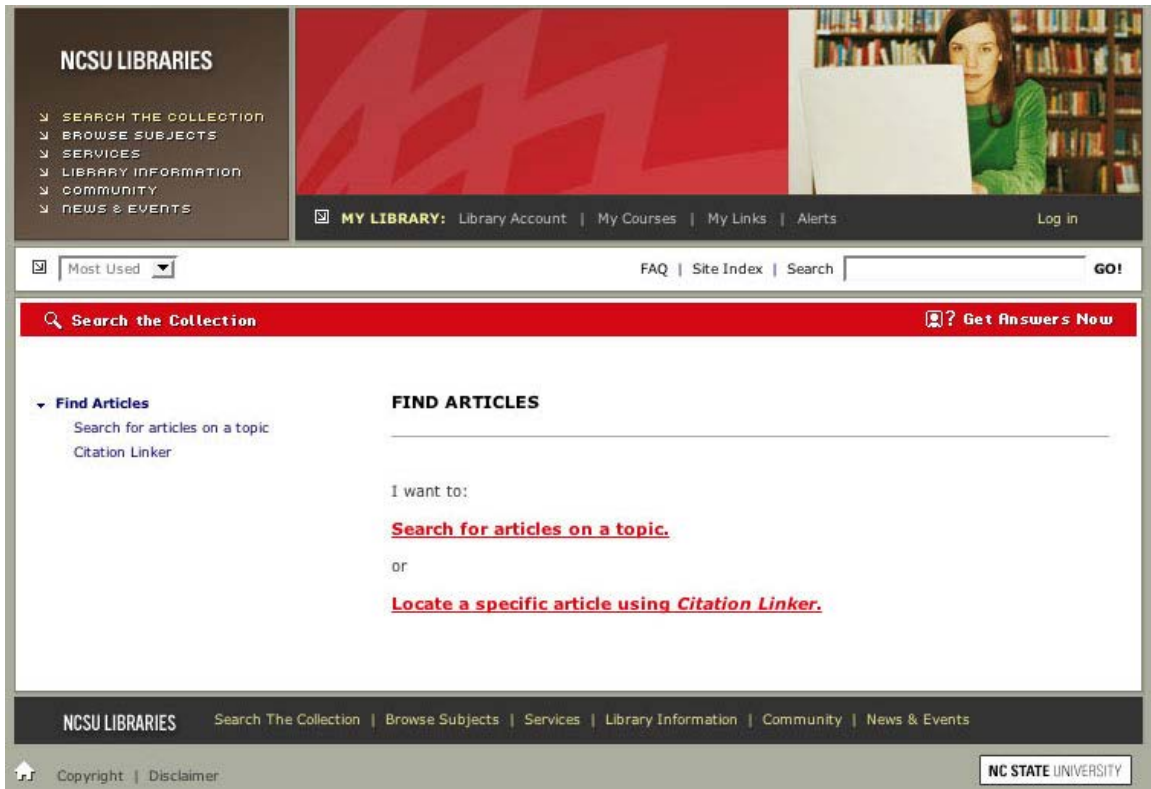 NCSU LIBRARIES
SEARCH THE COLLECTION
BROWSE SUBJECTS
SERVICES
LIBRARY INFORMATION
COMMUNITY
NEWS & EVENTS
MY LIBRARY: Library Account | My Courses | My Links | Alerts Log in
Most Used FAQ | Site Index | Search GO!
Search the Collection ? Get Answers Now
Find Articles
Search for articles on a topic
Citation Linker
FIND ARTICLES
I want to:
Search for articles on a topic.
or
Locate a specific article using Citation Linker.
NCSU LIBRARIES Search The Collection | Browse Subjects | Services | Library Information | Community | News & Events
Copyright | Disclaimer NC STATE UNIVERSITY